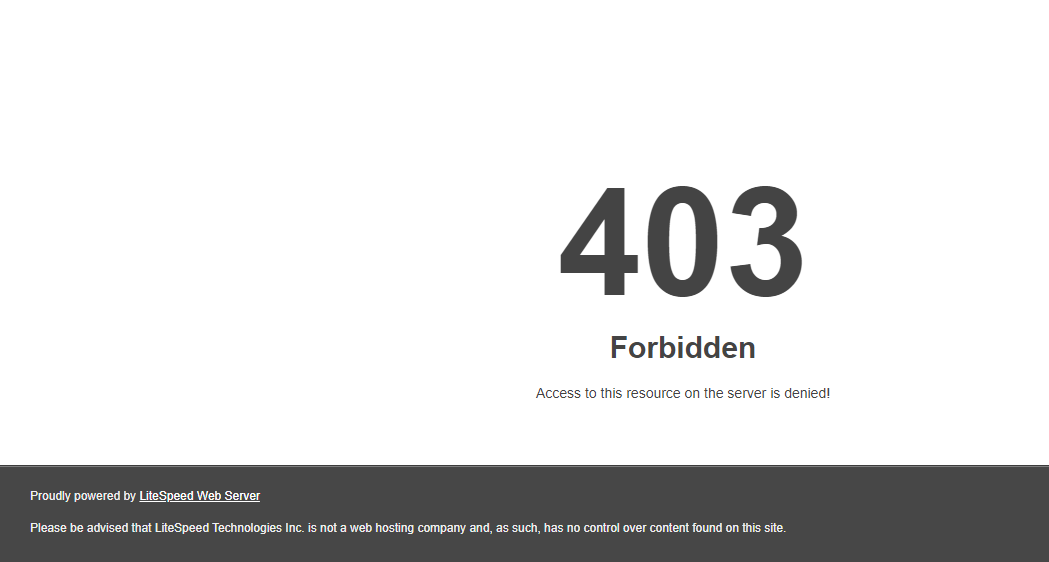 403
Forbidden
Access to this resource on the server is denied!
Proudly powered by LiteSpeed Web Server
Please be advised that LiteSpeed Technologies Inc. is not a web hosting company and, as such, has no control over content found on this site.